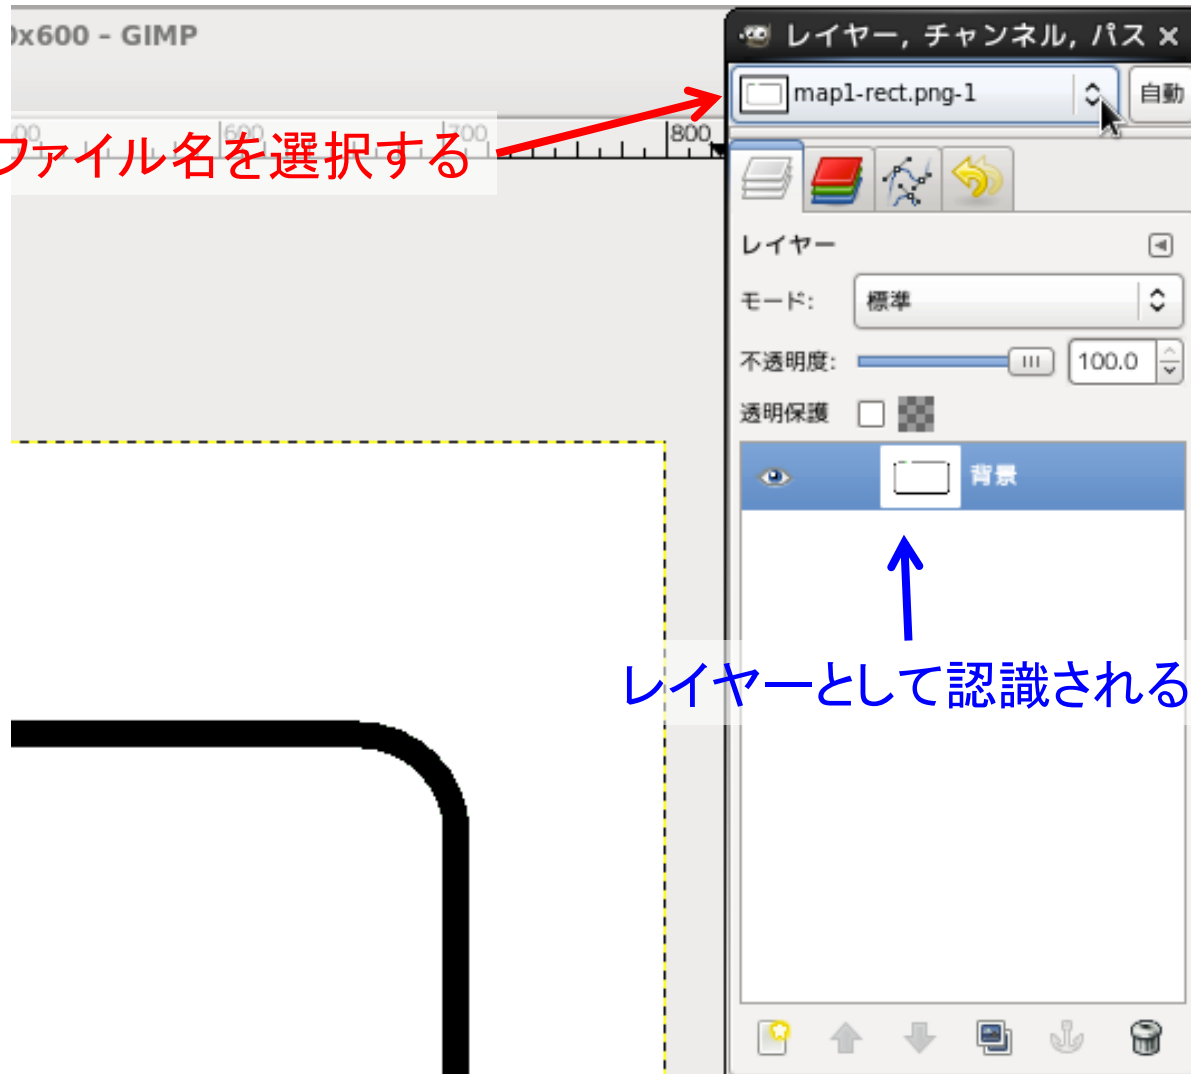 0x600 - GIMP
レイヤー, チャンネル, パス
map1-rect.png-1
自動
600
700
800
ファイル名を選択する
レイヤー
モード:
標準
不透明度:
100.0
透明保護
背景
レイヤーとして認識される